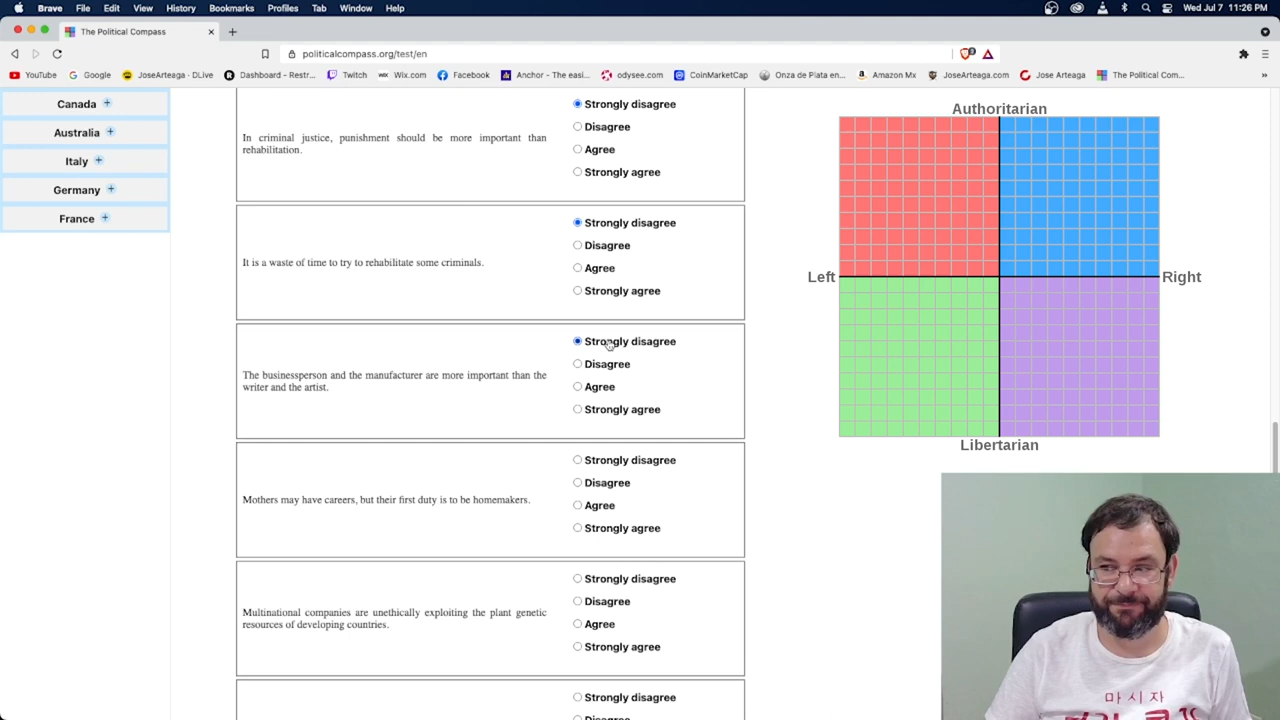 Brave File Edit View History Bookmarks Profiles Tab Window Help
Wed Jul 7 11:26 PM
The Political Compass
politicalcompass.org/test/en
YouTube Google JoseArteaga - DLive Dashboard - Restr... Twitch Wix.com Facebook Anchor - The easi... odysee.com CoinMarketCap Onza de Plata en... Amazon Mx JoseArteaga.com Jose Arteaga The Political Com... »
Canada +
Australia +
Italy +
Germany +
France +
In criminal justice, punishment should be more important than
rehabilitation.
Strongly disagree
Disagree
Agree
Strongly agree
It is a waste of time to try to rehabilitate some criminals.
Strongly disagree
Disagree
Agree
Strongly agree
The businessperson and the manufacturer are more important than the
writer and the artist.
Strongly disagree
Disagree
Agree
Strongly agree
Mothers may have careers, but their first duty is to be homemakers.
Strongly disagree
Disagree
Agree
Strongly agree
Multinational companies are unethically exploiting the plant genetic
resources of developing countries.
Strongly disagree
Disagree
Agree
Strongly agree
Strongly disagree
Authoritarian
Left
Right
Libertarian
마시자